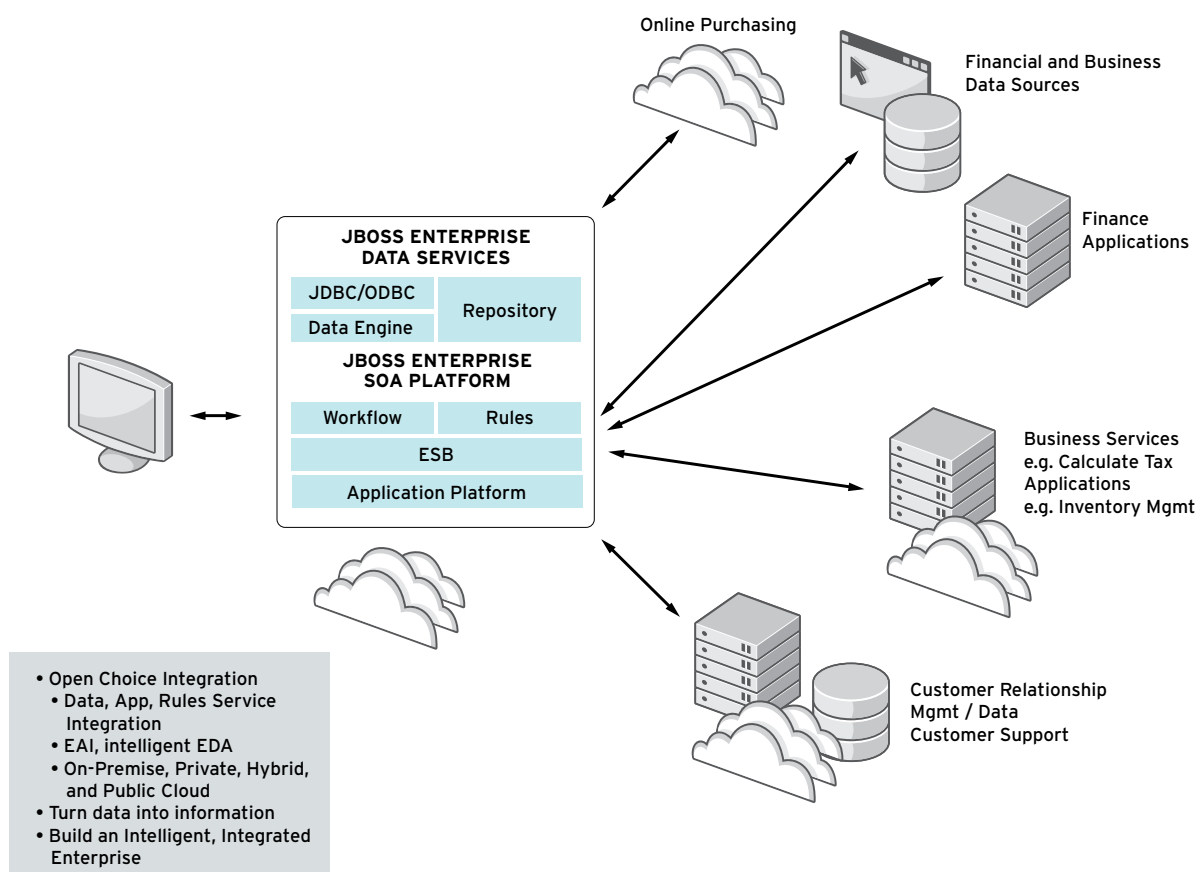 Online Purchasing
Financial and Business
Data Sources
Finance
Applications
JBOSS ENTERPRISE
DATA SERVICES
JDBC/ODBC
Repository
Data Engine
JBOSS ENTERPRISE
SOA PLATFORM
Workflow
Rules
ESB
Application Platform
Business Services
e.g. Calculate Tax
Applications
e.g. Inventory Mgmt
Customer Relationship
Mgmt / Data
Customer Support
• Open Choice Integration
• Data, App, Rules Service
Integration
• EAI, intelligent EDA
• On-Premise, Private, Hybrid,
and Public Cloud
• Turn data into information
• Build an Intelligent, Integrated
Enterprise